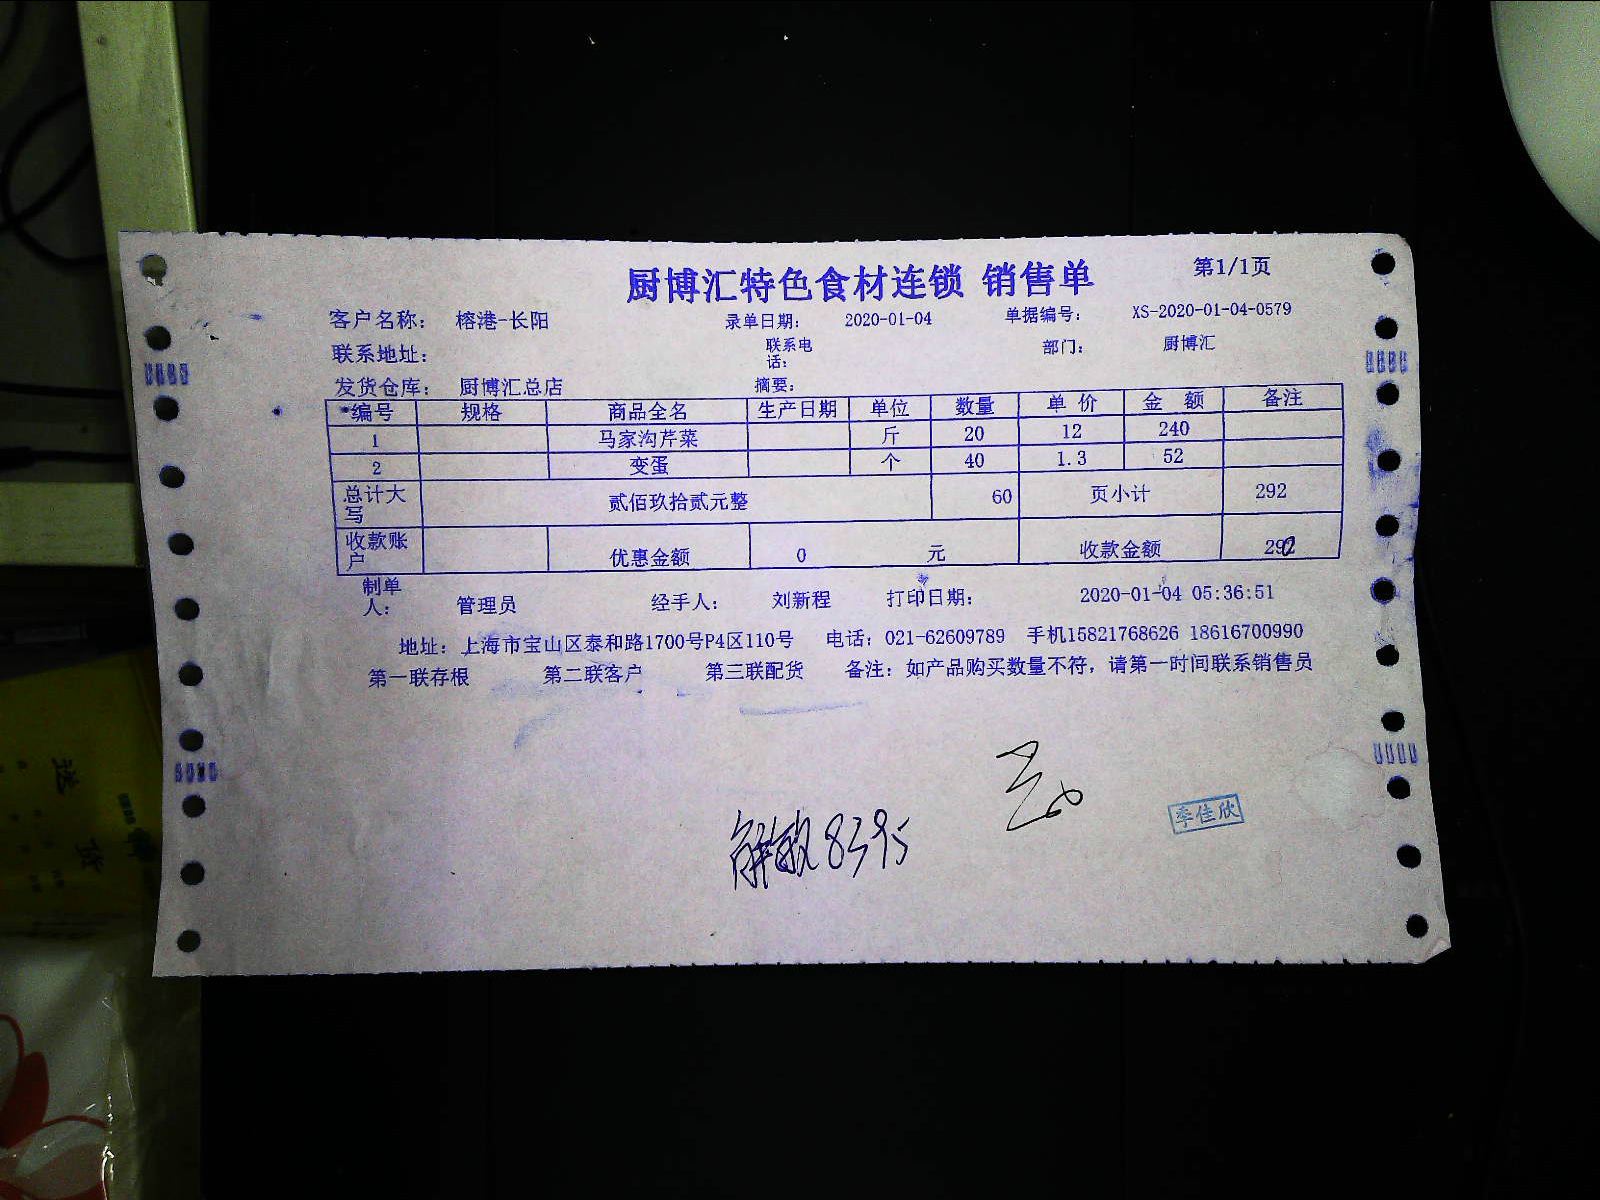 厨博汇特色食材连锁 销售单 第1/1页
客户名称： 榕港-长阳 录单日期： 2020-01-04 单据编号： XS-2020-01-04-0579
联系地址： 联系电话： 部门： 厨博汇
发货仓库： 厨博汇总店 摘要：
编号 规格 商品全名 生产日期 单位 数量 单价 金额 备注
1 马家沟芹菜 斤 20 12 240
2 变蛋 个 40 1.3 52
总计大写 贰佰玖拾贰元整 60 页小计 292
收款账户 优惠金额 0 元 收款金额 292
制单人： 管理员 经手人： 刘新程 打印日期： 2020-01-04 05:36:51
地址：上海市宝山区泰和路1700号P4区110号 电话：021-62609789 手机15821768626 18616700990
第一联存根 第二联客户 第三联配货 备注：如产品购买数量不符，请第一时间联系销售员
解放8395
季佳欣
送
货